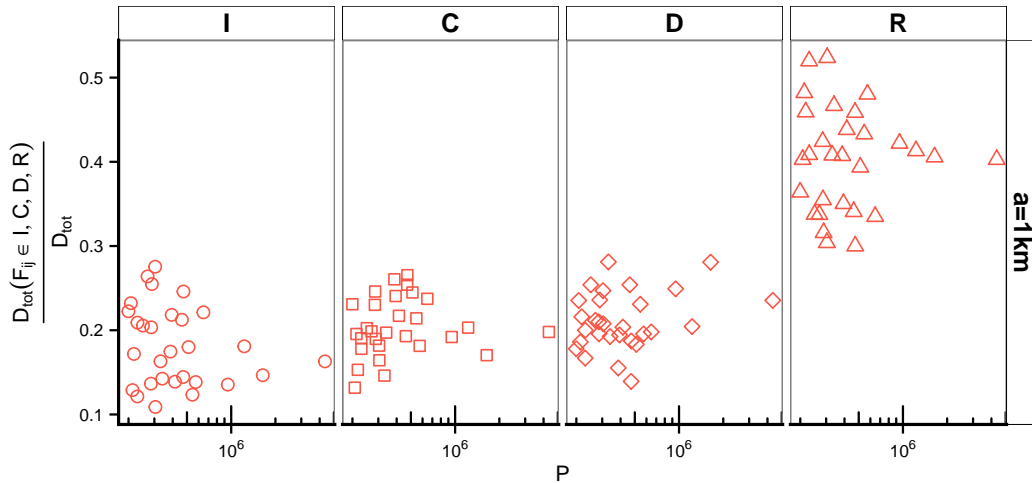 I C D R
D_tot(F_ij ∈ I, C, D, R)
D_tot
0.5
0.4
0.3
0.2
0.1
a=1km
10^6 10^6 10^6 10^6
P